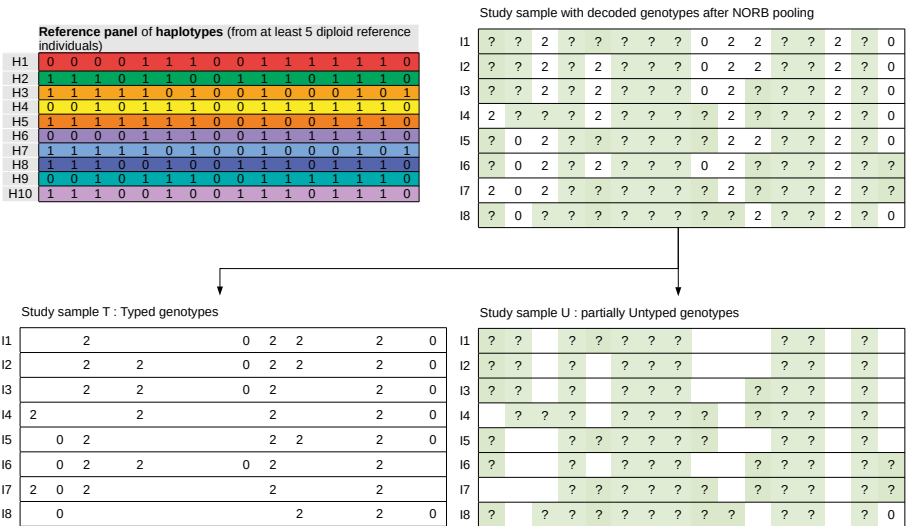 Reference panel of haplotypes (from at least 5 diploid reference
individuals)
H1 0 0 0 0 1 1 1 0 0 1 1 1 1 1 1 0
H2 1 1 1 0 1 1 1 0 1 1 1 0 1 1 1 0
H3 1 1 1 1 1 0 1 0 0 1 0 0 0 1 0 1
H4 0 0 1 0 1 1 1 0 0 1 1 0 1 1 1 0
H5 1 1 1 1 1 1 1 0 0 1 1 0 1 1 1 0
H6 0 0 0 0 1 1 1 0 0 0 1 0 1 1 1 0
H7 1 1 1 1 0 1 0 0 1 1 0 0 0 1 0 1
H8 1 1 1 0 0 1 0 0 1 1 1 0 1 1 1 0
H9 0 0 1 0 1 1 1 0 0 1 1 0 1 1 1 0
H10 1 1 1 0 0 1 0 0 1 1 1 0 1 1 1 0
Study sample with decoded genotypes after NORB pooling
I1 ? ? 2 ? ? ? ? ? 0 2 2 ? ? 2 ? 0
I2 ? ? 2 ? 2 ? ? ? 0 2 2 ? ? 2 ? 0
I3 ? ? 2 ? 2 ? ? ? 0 2 ? ? ? 2 ? 0
I4 2 ? ? ? 2 ? ? ? ? 2 ? ? ? 2 ? 0
I5 ? 0 2 ? ? ? ? ? ? 2 2 ? ? 2 ? 0
I6 ? 0 2 ? 2 ? ? ? 0 2 ? ? ? 2 ? ?
I7 2 0 2 ? ? ? ? ? ? 2 ? ? ? 2 ? ?
I8 ? 0 ? ? ? ? ? ? ? ? 2 ? ? 2 ? 0
Study sample T : Typed genotypes
I1 2 0 2 2 2 0
I2 2 2 0 2 2 2 0
I3 2 2 0 2 2 0
I4 2 2 2 2 0
I5 0 2 2 2 2 0
I6 0 2 2 0 2 2
I7 2 0 2 2 2
I8 0 2 2 0
Study sample U : partially Untyped genotypes
I1 ? ? ? ? ? ? ? ? ? ?
I2 ? ? ? ? ? ? ? ? ?
I3 ? ? ? ? ? ? ? ? ? ?
I4 ? ? ? ? ? ? ? ? ? ? ?
I5 ? ? ? ? ? ? ? ? ? ?
I6 ? ? ? ? ? ? ? ? ? ?
I7 ? ? ? ? ? ? ? ? ? ? ?
I8 ? ? ? ? ? ? ? ? ? ? ? ? 0